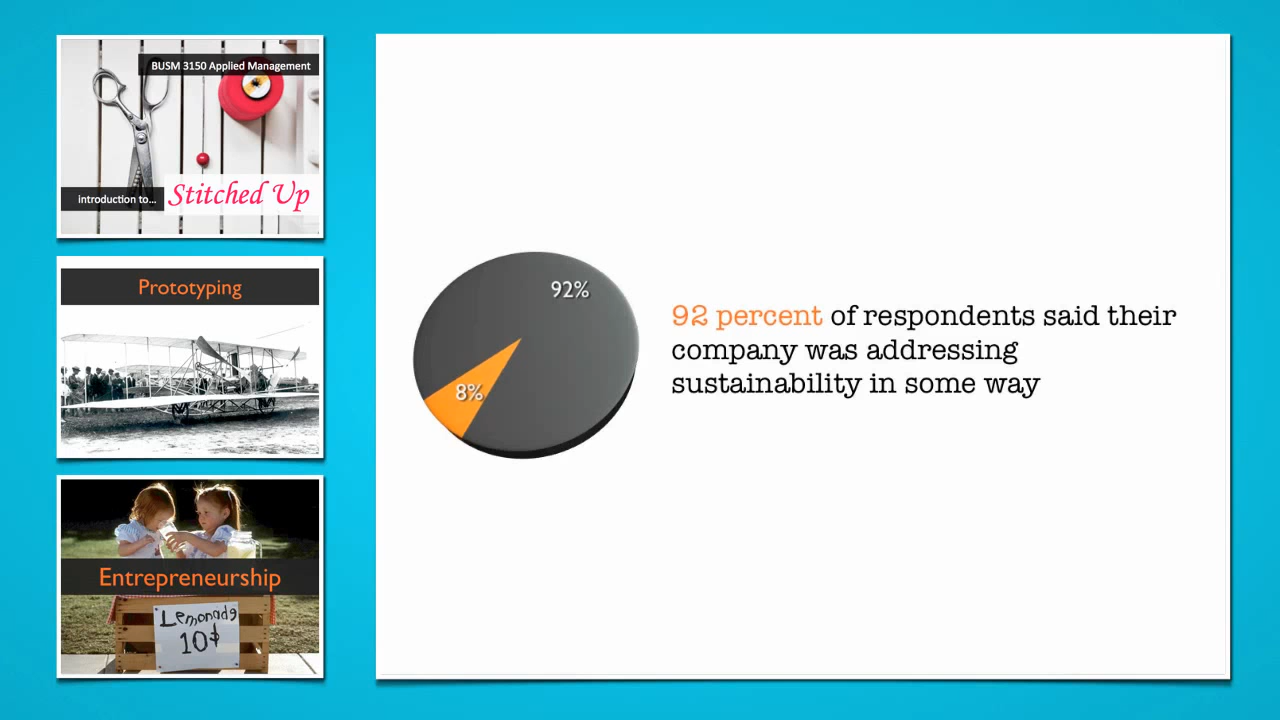 BUSM 3150 Applied Management
introduction to...
Stitched Up
Prototyping
Entrepreneurship
Lemonade
10¢
92%
8%
92 percent of respondents said their
company was addressing
sustainability in some way